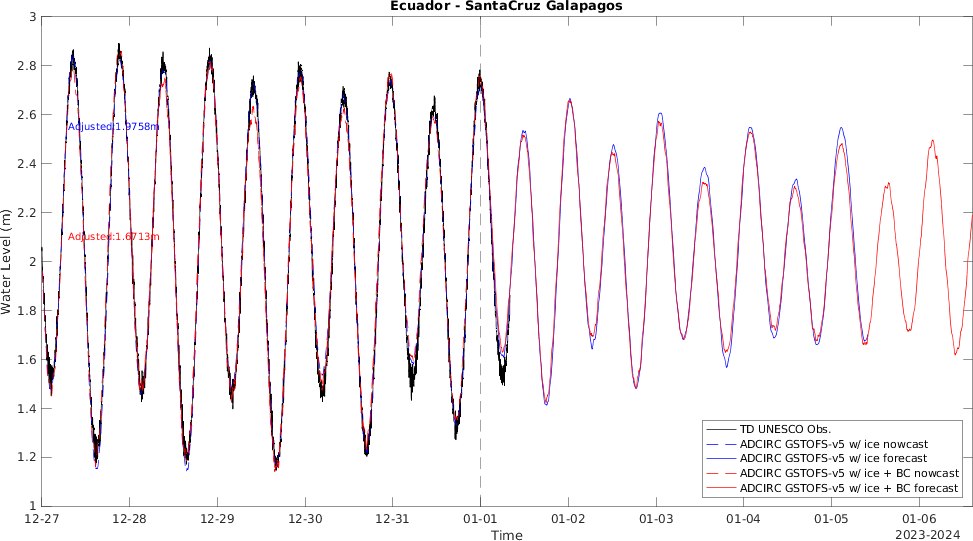 Ecuador - SantaCruz Galapagos
Water Level (m)
3
2.8
2.6
2.4
2.2
2
1.8
1.6
1.4
1.2
1
Adjusted:1.9758m
Adjusted:1.6713m
TD UNESCO Obs.
ADCIRC GSTOFS-v5 w/ ice nowcast
ADCIRC GSTOFS-v5 w/ ice forecast
ADCIRC GSTOFS-v5 w/ ice + BC nowcast
ADCIRC GSTOFS-v5 w/ ice + BC forecast
12-27 12-28 12-29 12-30 12-31 01-01 01-02 01-03 01-04 01-05 01-06
Time
2023-2024